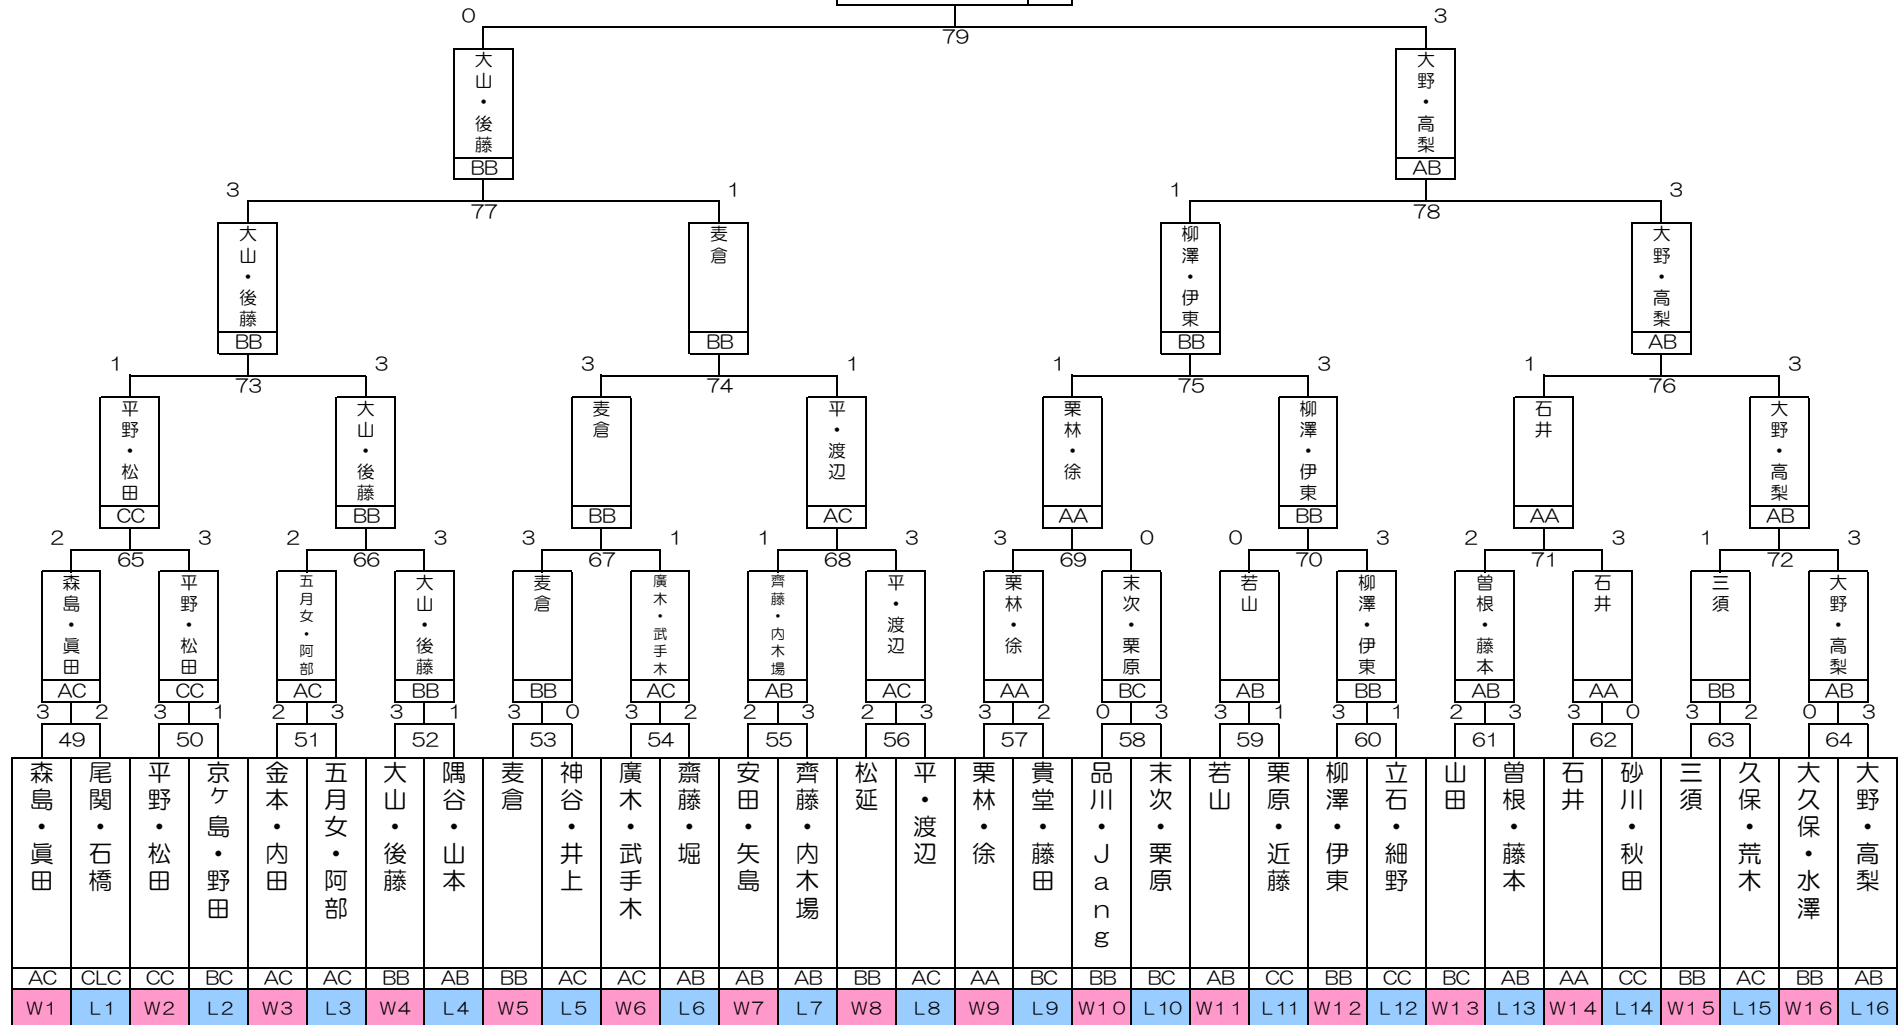 0 3
79
大山・後藤 大野・高梨
BB AB
3 1 1 3
77 78
大山・後藤 麦倉 柳澤・伊東 大野・高梨
BB BB BB AB
1 3 3 1 1 3 1 3
73 74 75 76
平野・松田 大山・後藤 麦倉 平・渡辺 栗林・徐 柳澤・伊東 石井 大野・高梨
CC BB BB AC AA BB AA AB
2 3 2 3 3 1 1 3 3 0 0 3 2 3 1 3
65 66 67 68 69 70 71 72
森島・眞田 平野・松田 五月女・阿部 大山・後藤 麦倉 廣木・武手木 齊藤・内木場 平・渡辺 栗林・徐 末次・栗原 若山 柳澤・伊東 曽根・藤本 石井 三須 大野・高梨
AC CC AC BB BB AC AB AC AA BC AB BB AB AA BB AB
3 2 3 1 2 3 3 1 3 0 3 2 2 3 2 3 3 2 0 3 3 1 3 1 2 3 3 0 3 2 0 3
49 50 51 52 53 54 55 56 57 58 59 60 61 62 63 64
森島・眞田 尾関・石橋 平野・松田 京ケ島・野田 金本・内田 五月女・阿部 大山・後藤 隅谷・山本 麦倉 神谷・井上 廣木・武手木 齋藤・堀 安田・矢島 齊藤・内木場 松延 平・渡辺 栗林・徐 貴堂・藤田 品川・Jang 末次・栗原 若山 栗原・近藤 柳澤・伊東 立石・細野 山田 曽根・藤本 石井 砂川・秋田 三須 久保・荒木 大久保・水澤 大野・高梨
AC CLC CC BC AC AC BB AB BB AC AC AB AB AB BB AC AA BC BB BC AB CC BB CC BC AB AA CC BB AC BB AB
W1 L1 W2 L2 W3 L3 W4 L4 W5 L5 W6 L6 W7 L7 W8 L8 W9 L9 W10 L10 W11 L11 W12 L12 W13 L13 W14 L14 W15 L15 W16 L16